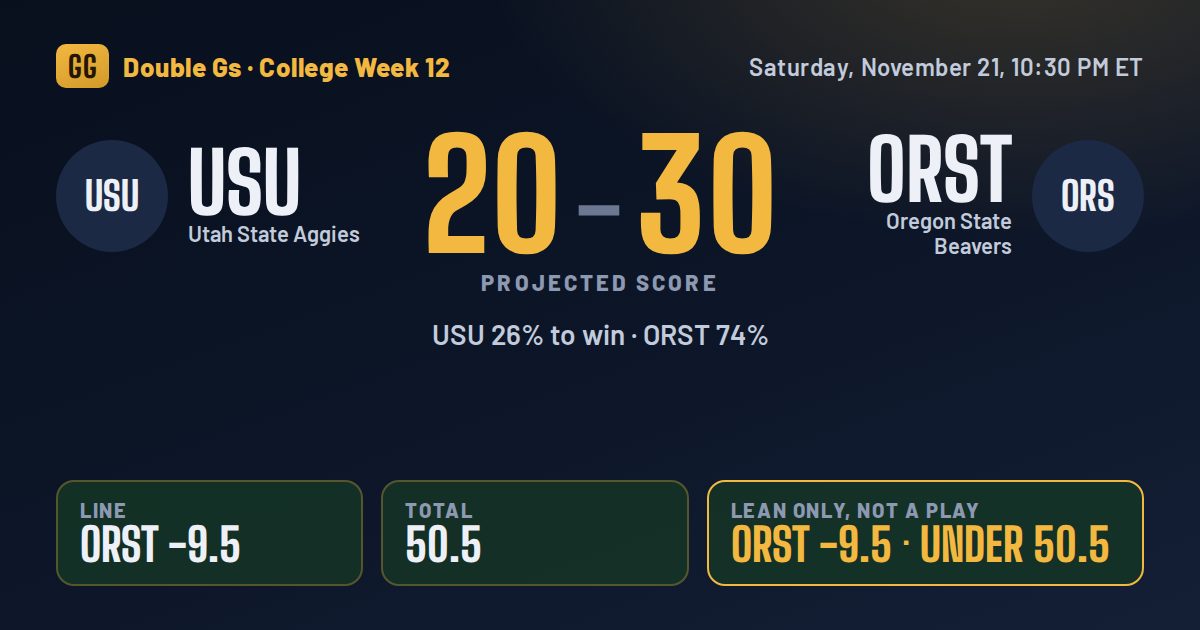 GG
Double Gs · College Week 12
Saturday, November 21, 10:30 PM ET
USU
USU
Utah State Aggies
20 – 30
PROJECTED SCORE
USU 26% to win · ORST 74%
ORST
Oregon State
Beavers
ORS
LINE
ORST −9.5
TOTAL
50.5
LEAN ONLY, NOT A PLAY
ORST −9.5 · UNDER 50.5